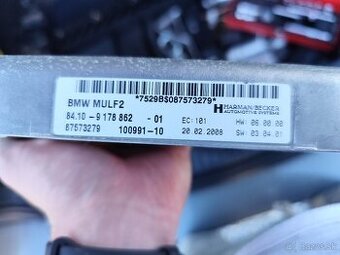 *7529BS087573279*
BMW MULF2
HARMAN/BECKER
AUTOMOTIVE SYSTEMS
84.10 - 9 178 862 - 01 EC:101 HW: 06.00.00
87573279 100991-10 20.02.2008 SW: 03.04.01